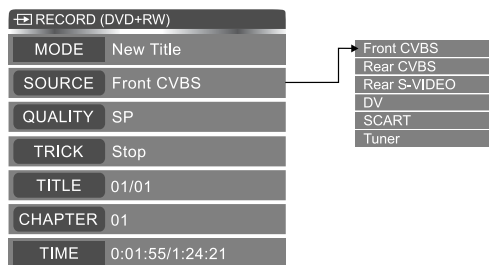 RECORD (DVD+RW)
MODE New Title
SOURCE Front CVBS
QUALITY SP
TRICK Stop
TITLE 01/01
CHAPTER 01
TIME 0:01:55/1:24:21
Front CVBS
Rear CVBS
Rear S-VIDEO
DV
SCART
Tuner